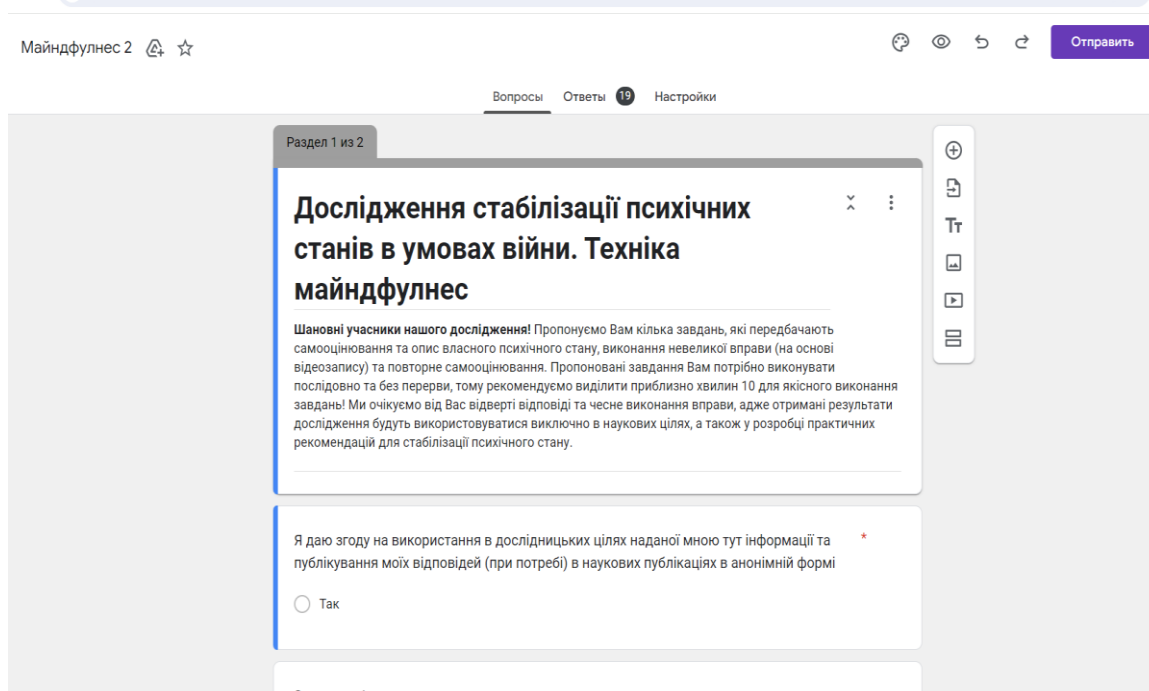 Майндфулнес 2
Отправить
Вопросы Ответы 19 Настройки
Раздел 1 из 2
Дослідження стабілізації психічних
станів в умовах війни. Техніка
майндфулнес
Шановні учасники нашого дослідження! Пропонуємо Вам кілька завдань, які передбачають
самооцінювання та опис власного психічного стану, виконання невеликої вправи (на основі
відеозапису) та повторне самооцінювання. Пропоновані завдання Вам потрібно виконувати
послідовно та без перерви, тому рекомендуємо виділити приблизно хвилин 10 для якісного виконання
завдань! Ми очікуємо від Вас відверті відповіді та чесне виконання вправи, адже отримані результати
дослідження будуть використовуватися виключно в наукових цілях, а також у розробці практичних
рекомендацій для стабілізації психічного стану.
Я даю згоду на використання в дослідницьких цілях наданої мною тут інформації та *
публікування моїх відповідей (при потребі) в наукових публікаціях в анонімній формі
Так